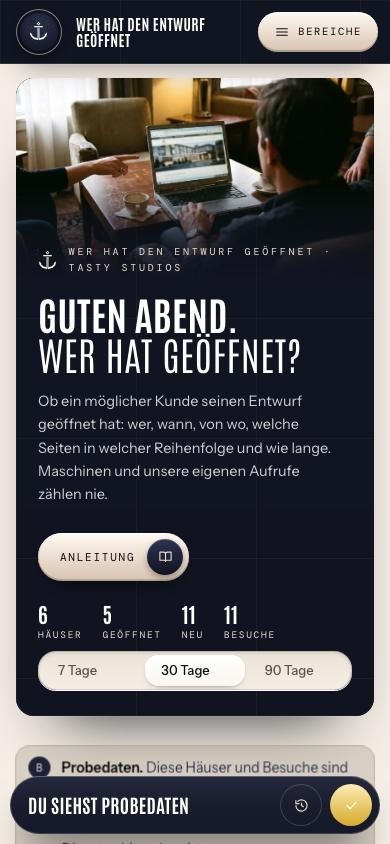 WER HAT DEN ENTWURF
GEÖFFNET
BEREICHE
WER HAT DEN ENTWURF GEÖFFNET ·
TASTY STUDIOS
GUTEN ABEND.
WER HAT GEÖFFNET?
Ob ein möglicher Kunde seinen Entwurf
geöffnet hat: wer, wann, von wo, welche
Seiten in welcher Reihenfolge und wie lange.
Maschinen und unsere eigenen Aufrufe
zählen nie.
ANLEITUNG
6 5 11 11
HÄUSER GEÖFFNET NEU BESUCHE
7 Tage 30 Tage 90 Tage
B Probedaten. Diese Häuser und Besuche sind
DU SIEHST PROBEDATEN